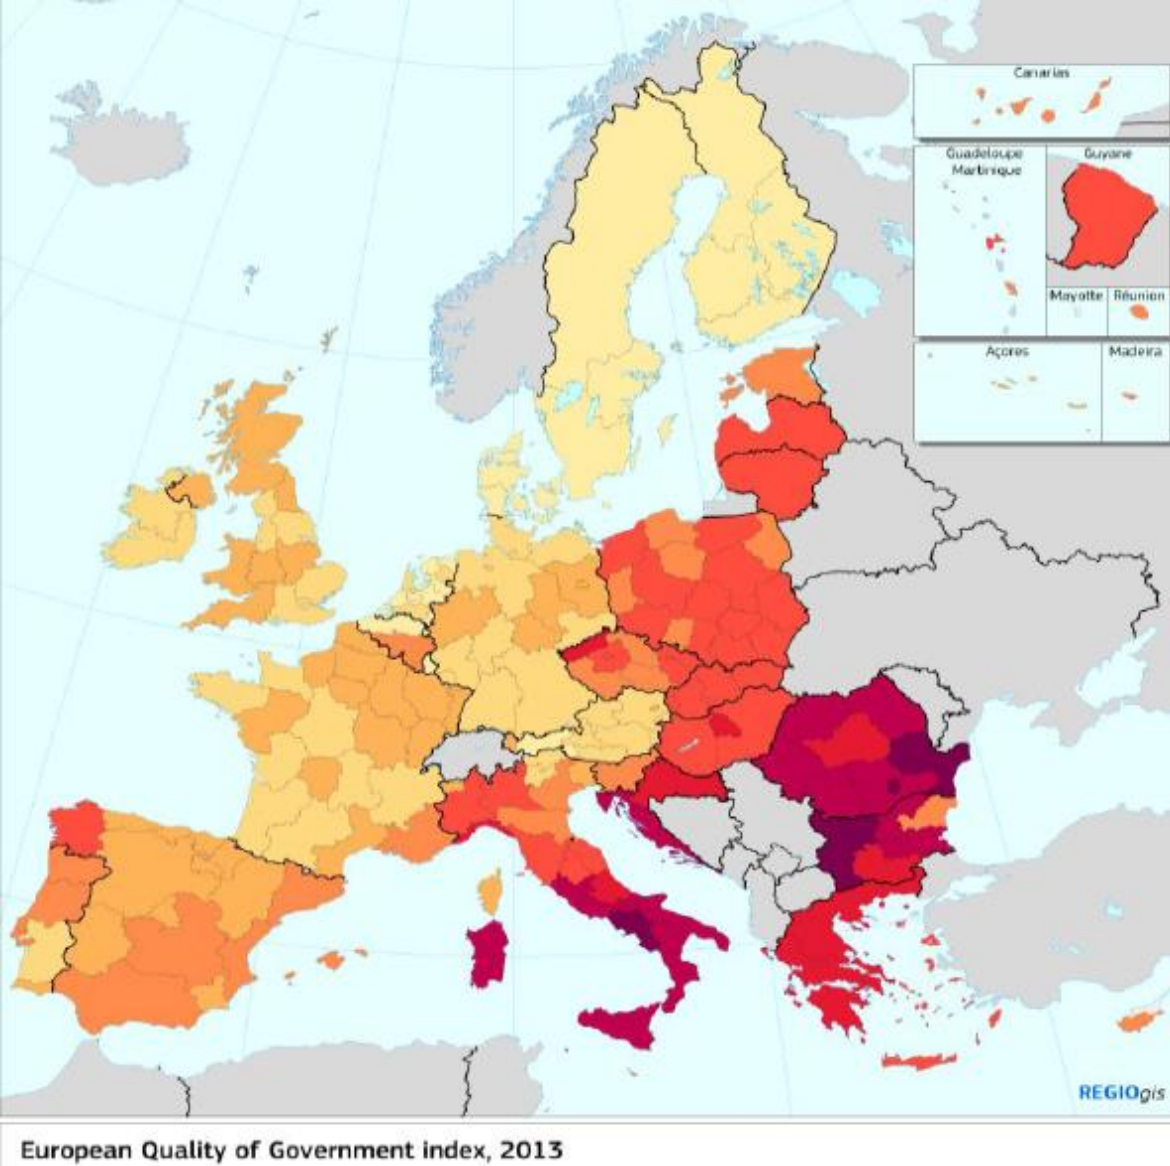 Canarias
Guadeloupe
Martinique
Guyane
Mayotte
Réunion
Açores
Madeira
REGIOgis
European Quality of Government index, 2013